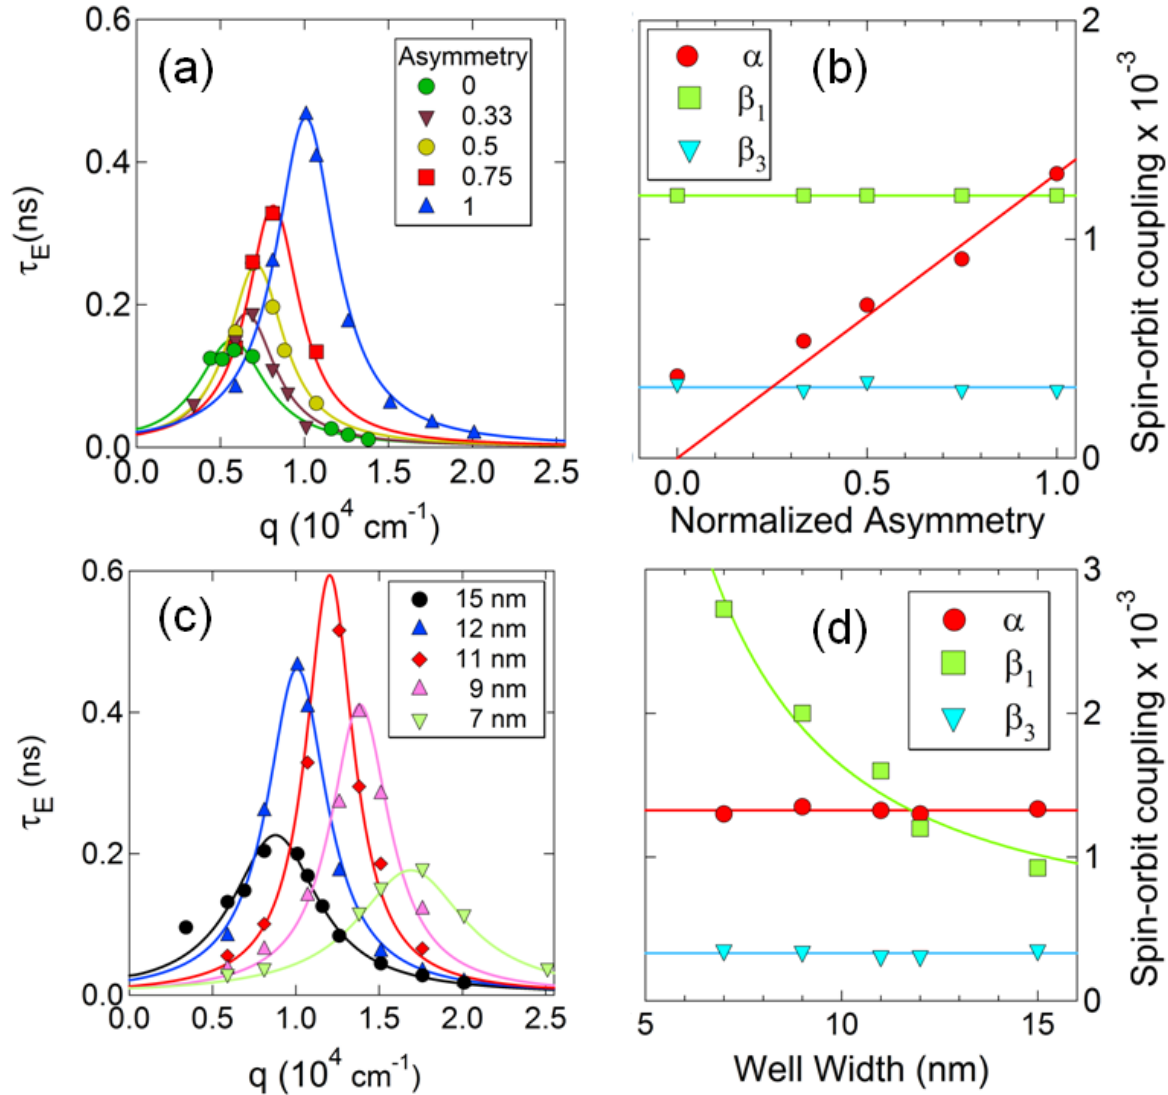 (a)
Asymmetry
0
0.33
0.5
0.75
1
0.6
0.4
0.2
0.0
τE(ns)
0.0 0.5 1.0 1.5 2.0 2.5
q (10^4 cm^-1)
(b)
α
β1
β3
2
1
0
Spin-orbit coupling x 10^-3
0.0 0.5 1.0
Normalized Asymmetry
(c)
15 nm
12 nm
11 nm
9 nm
7 nm
0.6
0.4
0.2
0.0
τE (ns)
0.0 0.5 1.0 1.5 2.0 2.5
q (10^4 cm^-1)
(d)
α
β1
β3
3
2
1
0
Spin-orbit coupling x 10^-3
5 10 15
Well Width (nm)